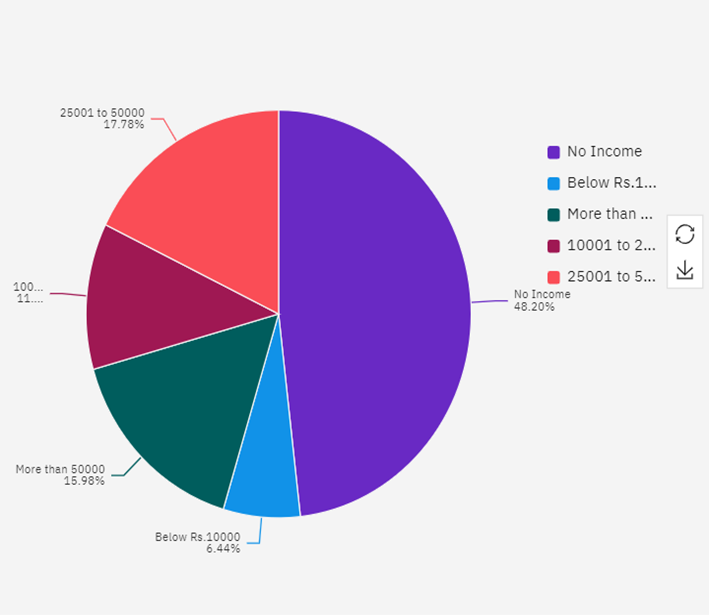 25001 to 50000
17.78%
No Income
Below Rs.1...
More than ...
10001 to 2...
25001 to 5...
100...
11....
No Income
48.20%
More than 50000
15.98%
Below Rs.10000
6.44%